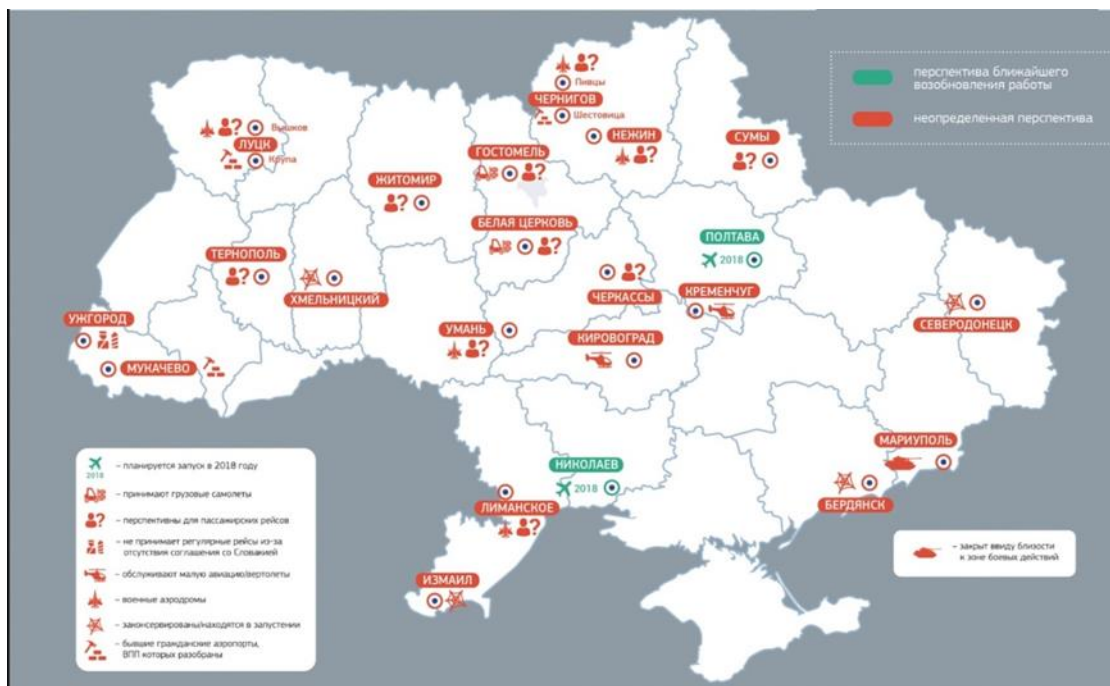 перспектива ближайшего
возобновления работы
неопределенная перспектива
Пивцы
ЧЕРНИГОВ
Шестовица
Вышков
ЛУЦК
Крупа
НЕЖИН
СУМЫ
ГОСТОМЕЛЬ
ЖИТОМИР
БЕЛАЯ ЦЕРКОВЬ
ПОЛТАВА
2018
ТЕРНОПОЛЬ
ХМЕЛЬНИЦКИЙ
ЧЕРКАССЫ
КРЕМЕНЧУГ
СЕВЕРОДОНЕЦК
УЖГОРОД
МУКАЧЕВО
УМАНЬ
КИРОВОГРАД
МАРИУПОЛЬ
НИКОЛАЕВ
2018
БЕРДЯНСК
ЛИМАНСКОЕ
ИЗМАИЛ
2018
– планируется запуск в 2018 году
– принимают грузовые самолеты
– перспективны для пассажирских рейсов
– не принимает регулярные рейсы из-за
отсутствия соглашения со Словакией
– обслуживают малую авиацию/вертолеты
– военные аэродромы
– законсервированы/находятся в запустении
– бывшие гражданские аэропорты,
ВПП которых разобраны
– закрыт ввиду близости
к зоне боевых действий